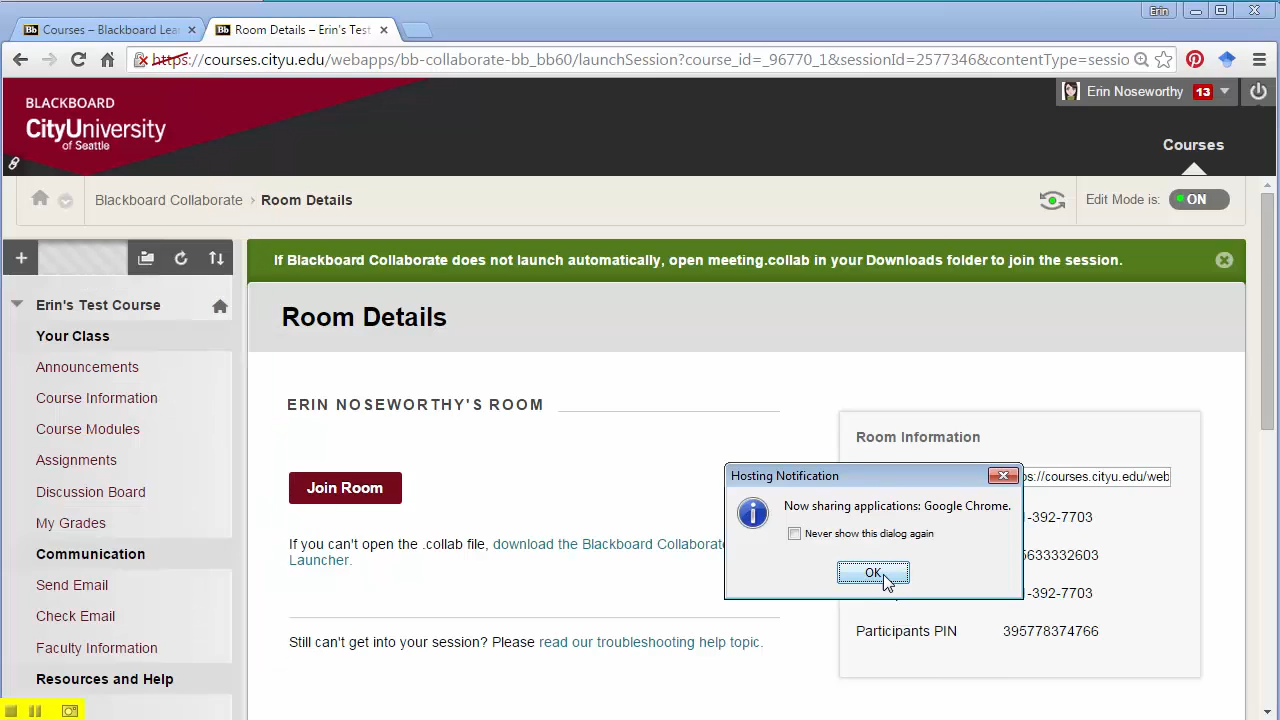 Erin
Courses – Blackboard Lea
Room Details – Erin's Test
https://courses.cityu.edu/webapps/bb-collaborate-bb_bb60/launchSession?course_id=_96770_1&sessionId=2577346&contentType=sessio
BLACKBOARD
CityUniversity
of Seattle
Erin Noseworthy 13
Courses
Blackboard Collaborate › Room Details
Edit Mode is: ON
If Blackboard Collaborate does not launch automatically, open meeting.collab in your Downloads folder to join the session.
Erin's Test Course
Your Class
Announcements
Course Information
Course Modules
Assignments
Discussion Board
My Grades
Communication
Send Email
Check Email
Faculty Information
Resources and Help
Room Details
ERIN NOSEWORTHY'S ROOM
Join Room
If you can't open the .collab file, download the Blackboard Collaborate
Launcher.
Still can't get into your session? Please read our troubleshooting help topic.
Room Information
ps://courses.cityu.edu/web
1-392-7703
5633332603
1-392-7703
Participants PIN 395778374766
Hosting Notification
Now sharing applications: Google Chrome.
Never show this dialog again
OK